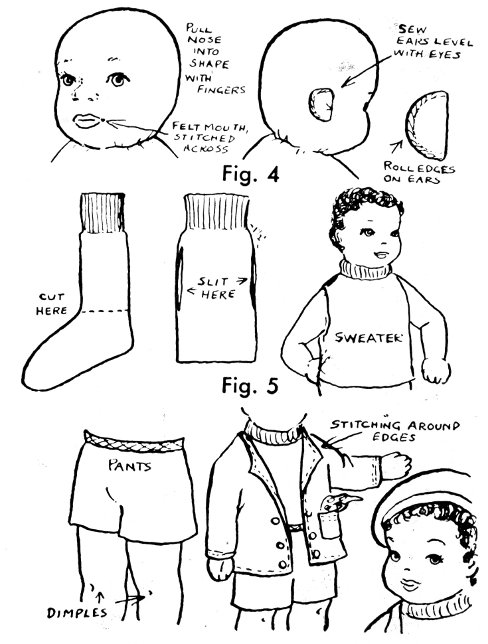 PULL
NOSE
INTO
SHAPE
WITH
FINGERS
SEW
EARS LEVEL
WITH EYES
FELT MOUTH,
STITCHED
ACROSS
ROLL EDGES
ON EARS
Fig. 4
CUT
HERE
SLIT
HERE
SWEATER
Fig. 5
STITCHING AROUND
EDGES
PANTS
DIMPLES